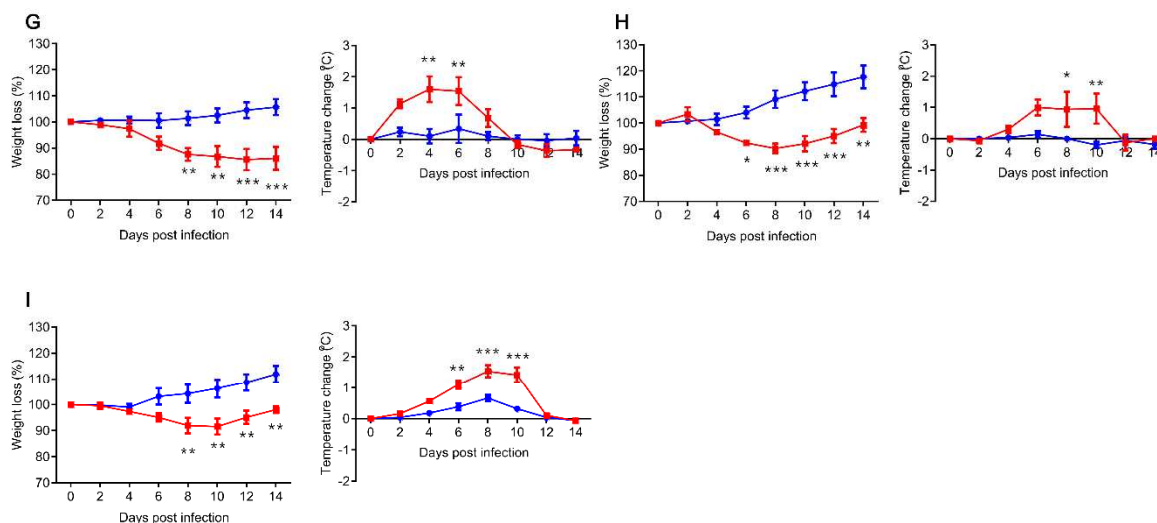 G
130
120
110
100
90
80
70
Weight loss (%)
** ** *** ***
0 2 4 6 8 10 12 14
Days post infection
3
2
1
0
-1
-2
Temperature change (ºC)
** **
0 2 4 6 8 10 12 14
Days post infection
H
130
120
110
100
90
80
70
Weight loss (%)
* *** *** *** **
0 2 4 6 8 10 12 14
Days post infection
3
2
1
0
-1
-2
Temperature change (ºC)
* **
0 2 4 6 8 10 12 14
Days post infection
I
130
120
110
100
90
80
70
Weight loss (%)
** ** ** **
0 2 4 6 8 10 12 14
Days post infection
3
2
1
0
-1
-2
Temperature change (ºC)
** *** ***
0 2 4 6 8 10 12 14
Days post infection